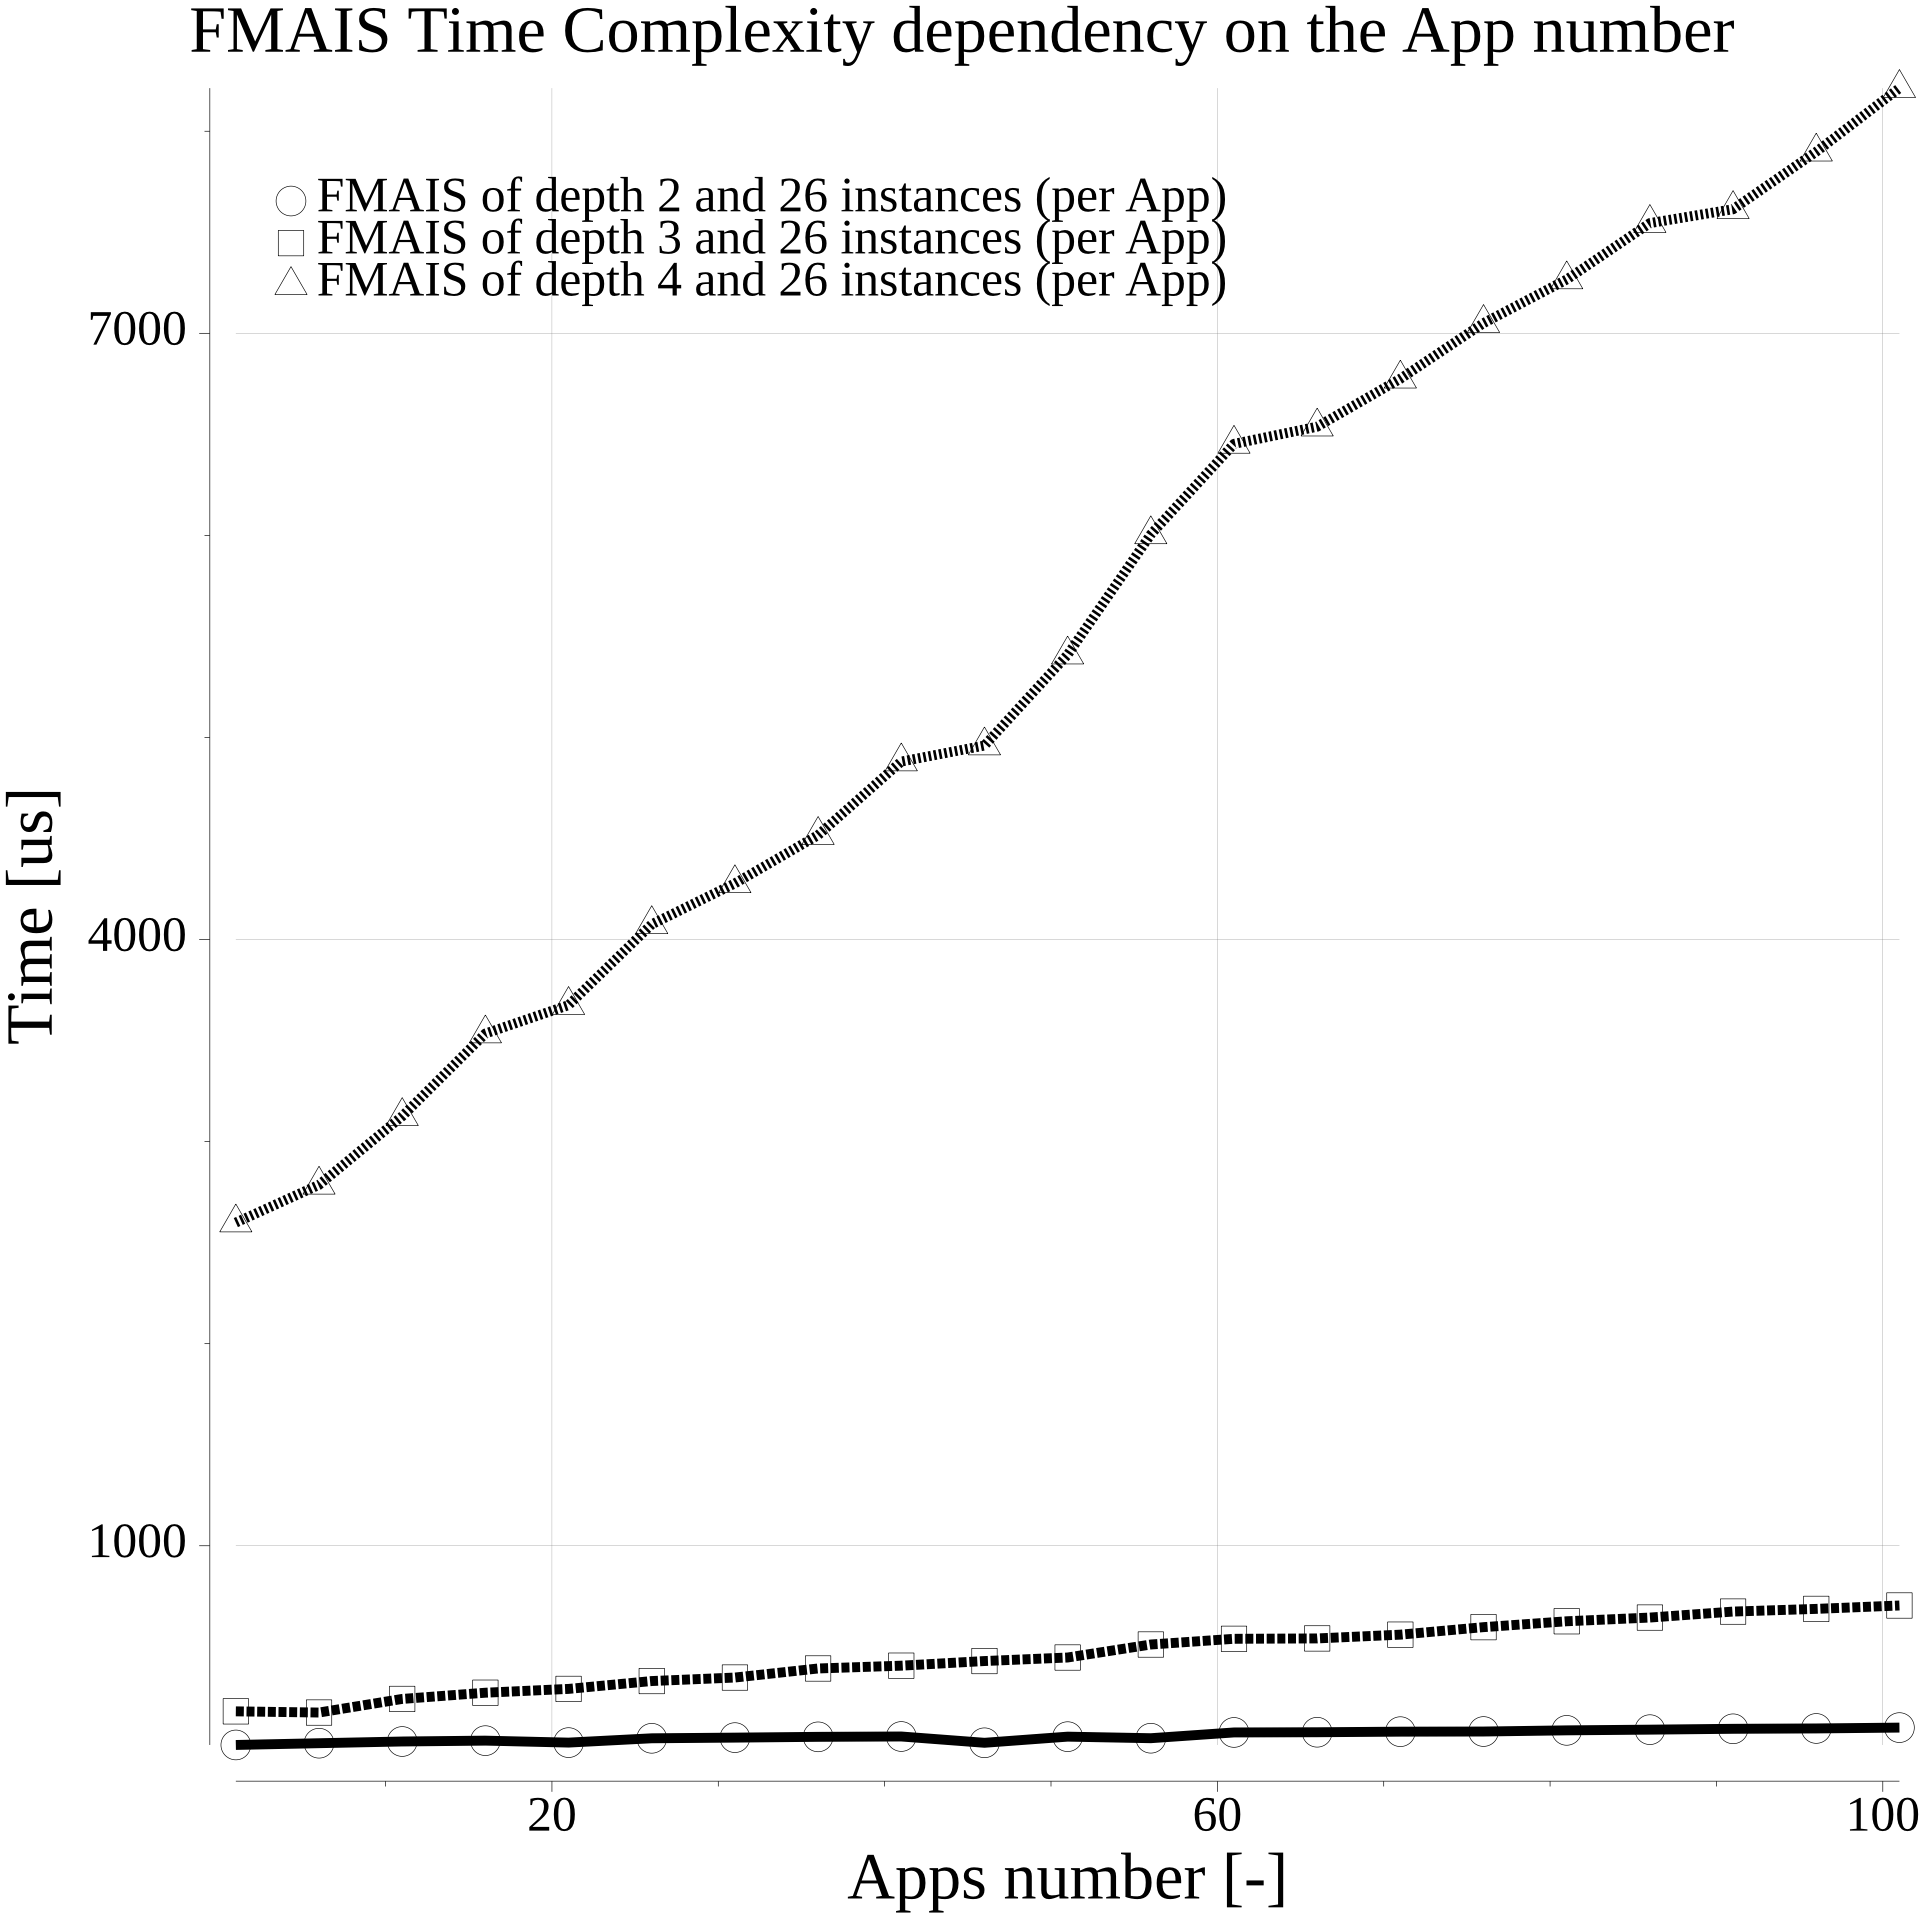 FMAIS Time Complexity dependency on the App number
FMAIS of depth 2 and 26 instances (per App)
FMAIS of depth 3 and 26 instances (per App)
FMAIS of depth 4 and 26 instances (per App)
7000
4000
1000
Time [us]
20
60
100
Apps number [-]